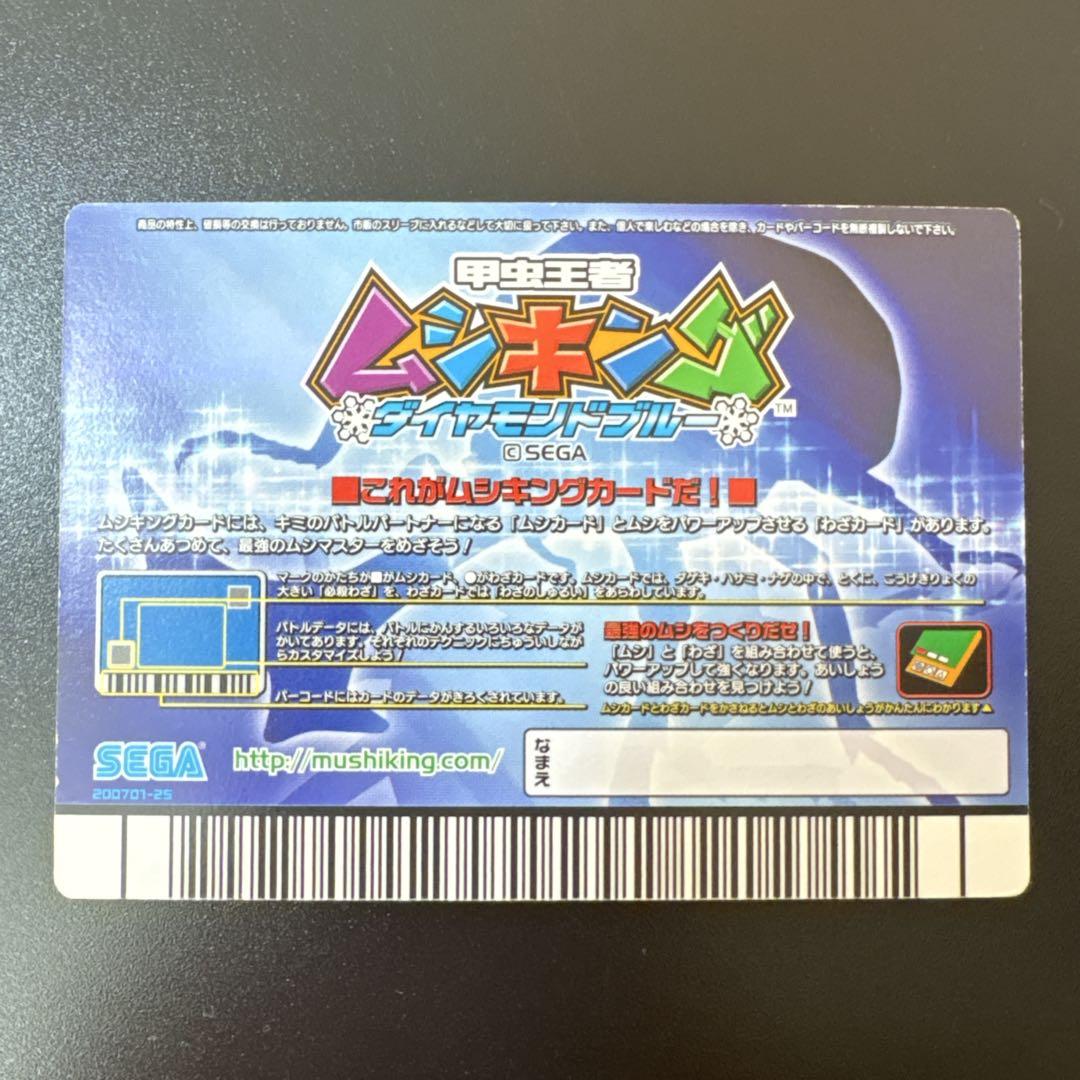 商品の特性上、破損等の交換は行っておりません。市販のスリーブに入れるなどして大切に扱って下さい。また、個人で楽しむなどの場合を除き、カードやバーコードを無断複製しないで下さい。
甲虫王者
ムシキング
ダイヤモンドブルー
TM
©SEGA
■これがムシキングカードだ！■
ムシキングカードには、キミのバトルパートナーになる「ムシカード」とムシをパワーアップさせる「わざカード」があります。
たくさんあつめて、最強のムシマスターをめざそう！
マークのかたちが■がムシカード、●がわざカードです。ムシカードでは、ダゲキ・ハサミ・ナゲの中で、とくに、こうげきりょくの
大きい「必殺わざ」を、わざカードでは「わざのしゅるい」をあらわしています。
バトルデータには、バトルにかんするいろいろなデータが
かいてあります。それぞれのテクニックにちゅういしなが
らカスタマイズしよう！
バーコードにはカードのデータがきろくされています。
最強のムシをつくりだせ！
「ムシ」と「わざ」を組み合わせて使うと、
パワーアップして強くなります。あいしょう
の良い組み合わせを見つけよう！
ムシカードとわざカードをかさねるとムシとわざのあいしょうがかんたんにわかります▲
SEGA®
http://mushiking.com/
なまえ
200701-25